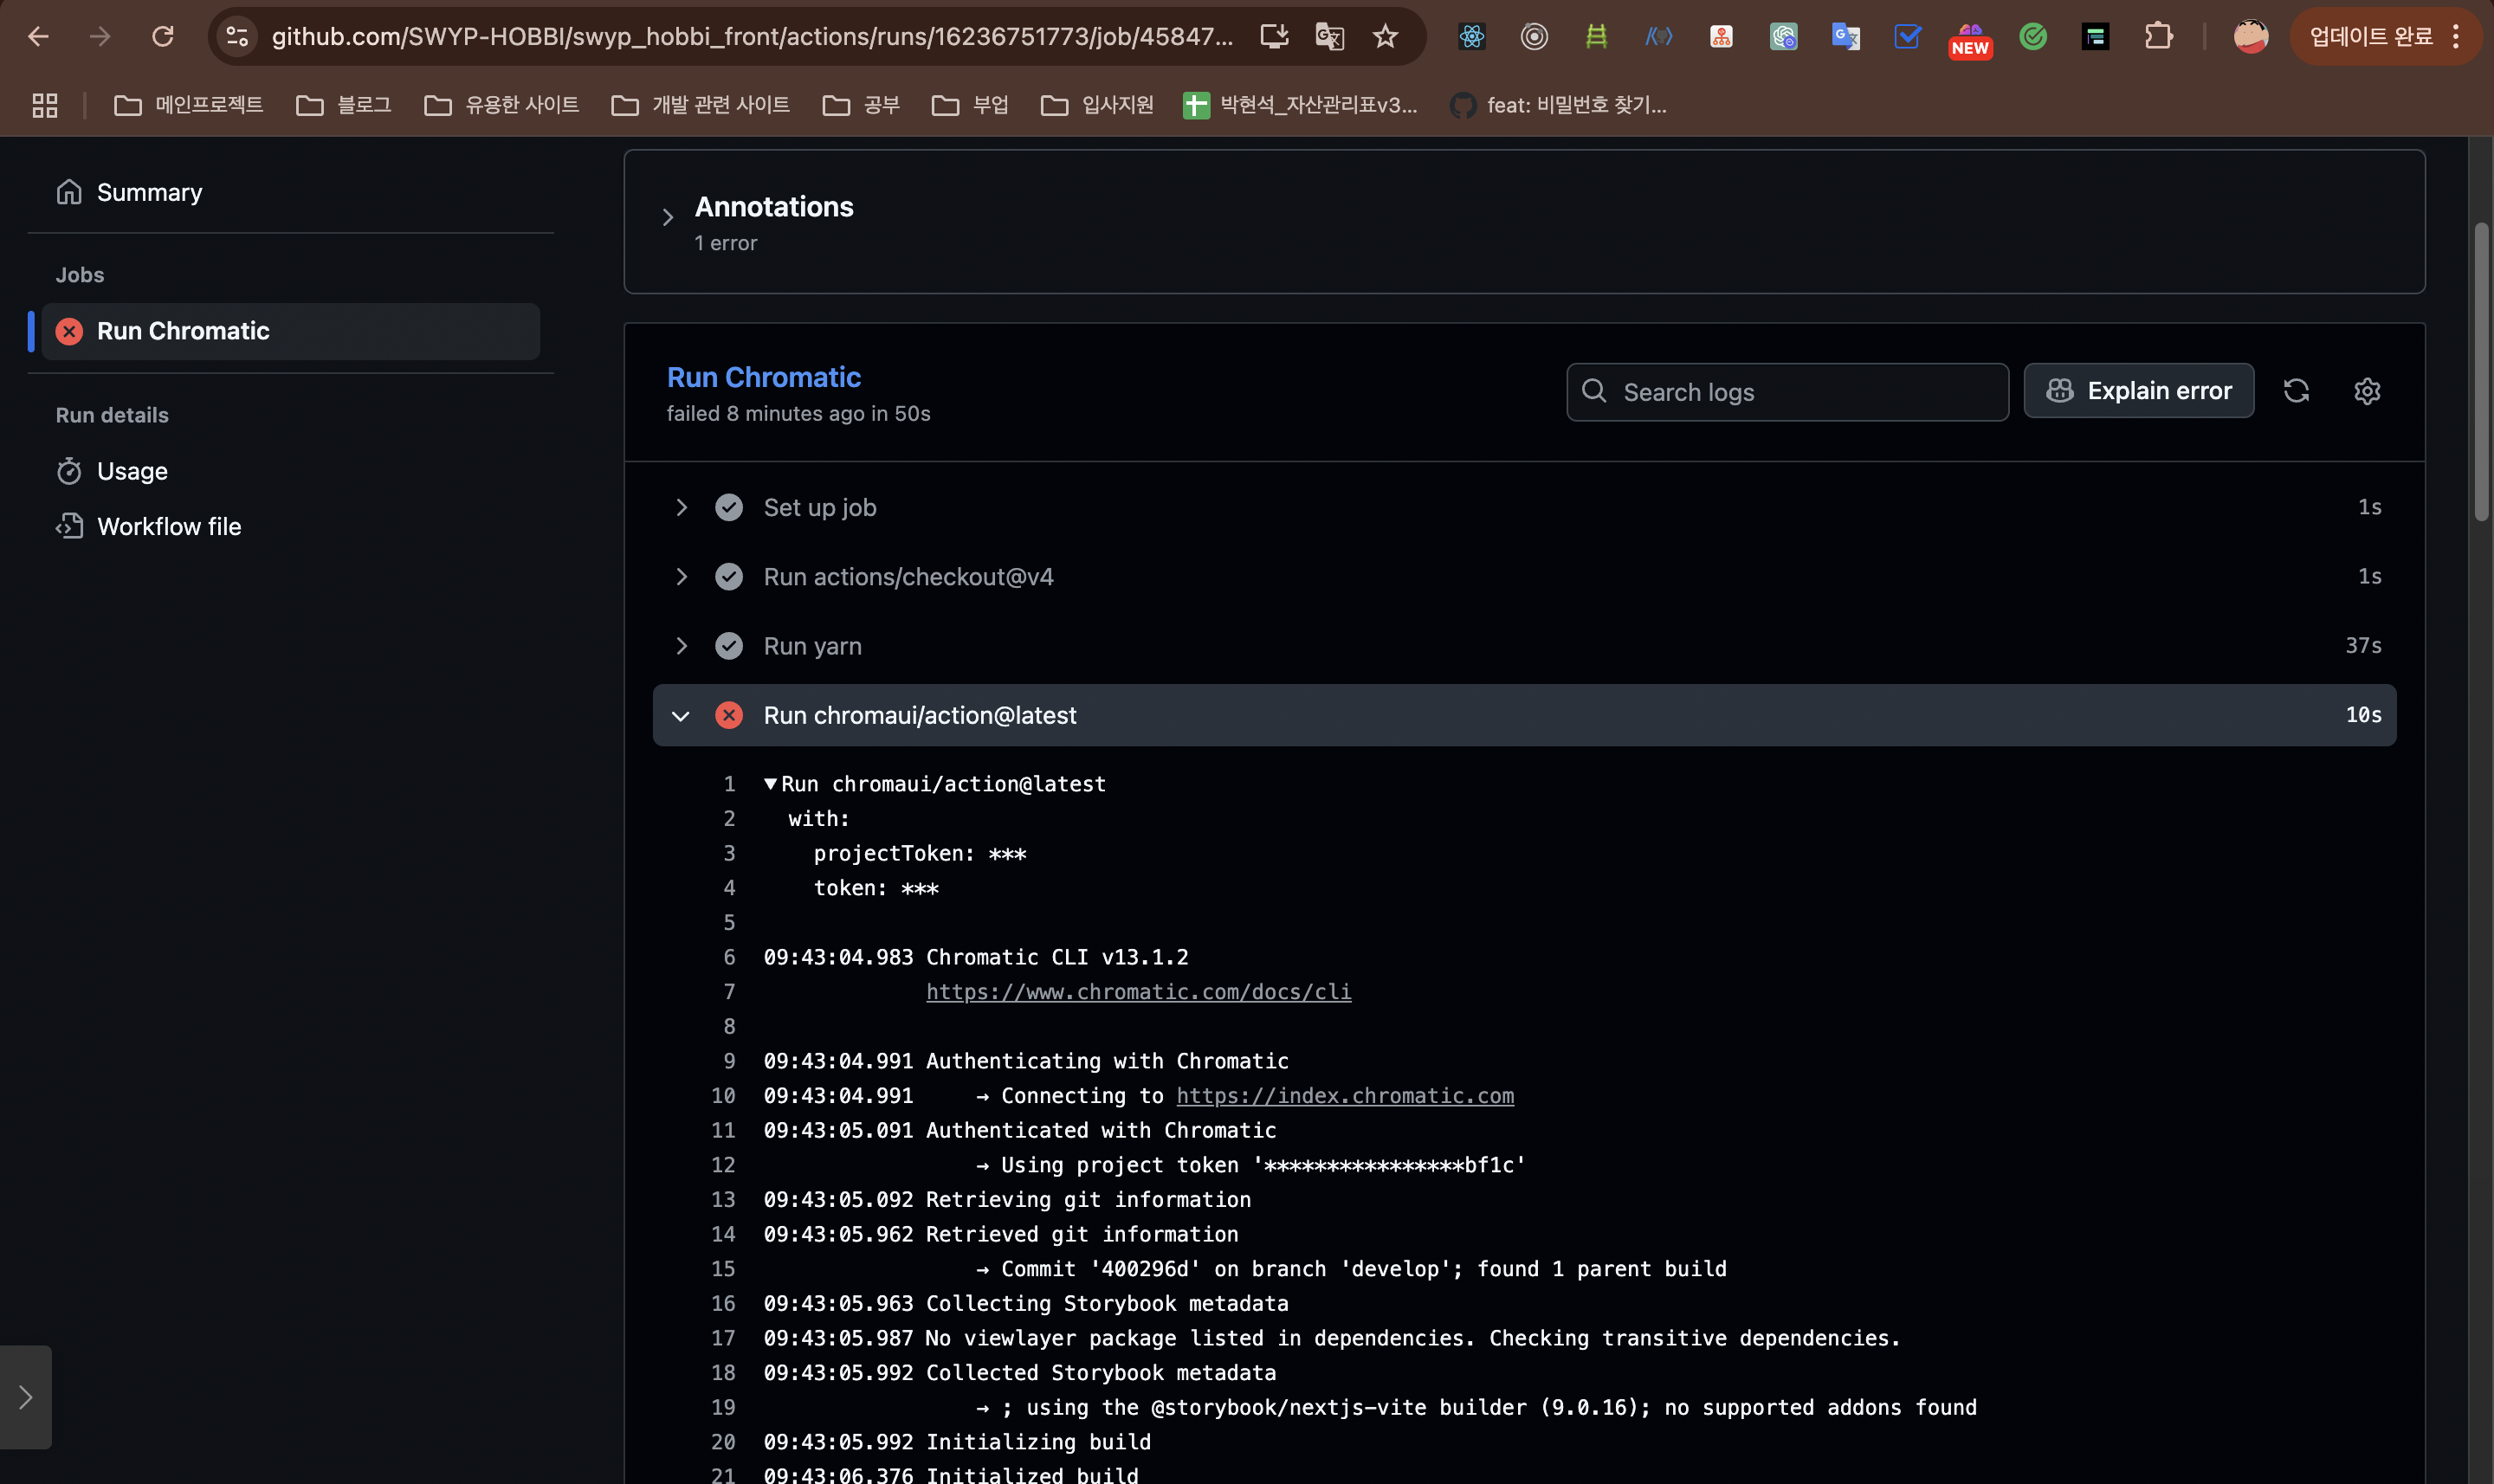 github.com/SWYP-HOBBI/swyp_hobbi_front/actions/runs/16236751773/job/45847...
NEW
업데이트 완료
메인프로젝트
블로그
유용한 사이트
개발 관련 사이트
공부
부업
입사지원
박현석_자산관리표v3...
feat: 비밀번호 찾기...
Summary
Jobs
Run Chromatic
Run details
Usage
Workflow file
Annotations
1 error
Run Chromatic
failed 8 minutes ago in 50s
Search logs
Explain error
Set up job 1s
Run actions/checkout@v4 1s
Run yarn 37s
Run chromaui/action@latest 10s
1 ▼Run chromaui/action@latest
2 with:
3 projectToken: ***
4 token: ***
5
6 09:43:04.983 Chromatic CLI v13.1.2
7 https://www.chromatic.com/docs/cli
8
9 09:43:04.991 Authenticating with Chromatic
10 09:43:04.991 → Connecting to https://index.chromatic.com
11 09:43:05.091 Authenticated with Chromatic
12 → Using project token '****************bf1c'
13 09:43:05.092 Retrieving git information
14 09:43:05.962 Retrieved git information
15 → Commit '400296d' on branch 'develop'; found 1 parent build
16 09:43:05.963 Collecting Storybook metadata
17 09:43:05.987 No viewlayer package listed in dependencies. Checking transitive dependencies.
18 09:43:05.992 Collected Storybook metadata
19 → ; using the @storybook/nextjs-vite builder (9.0.16); no supported addons found
20 09:43:05.992 Initializing build
21 09:43:06.376 Initialized build